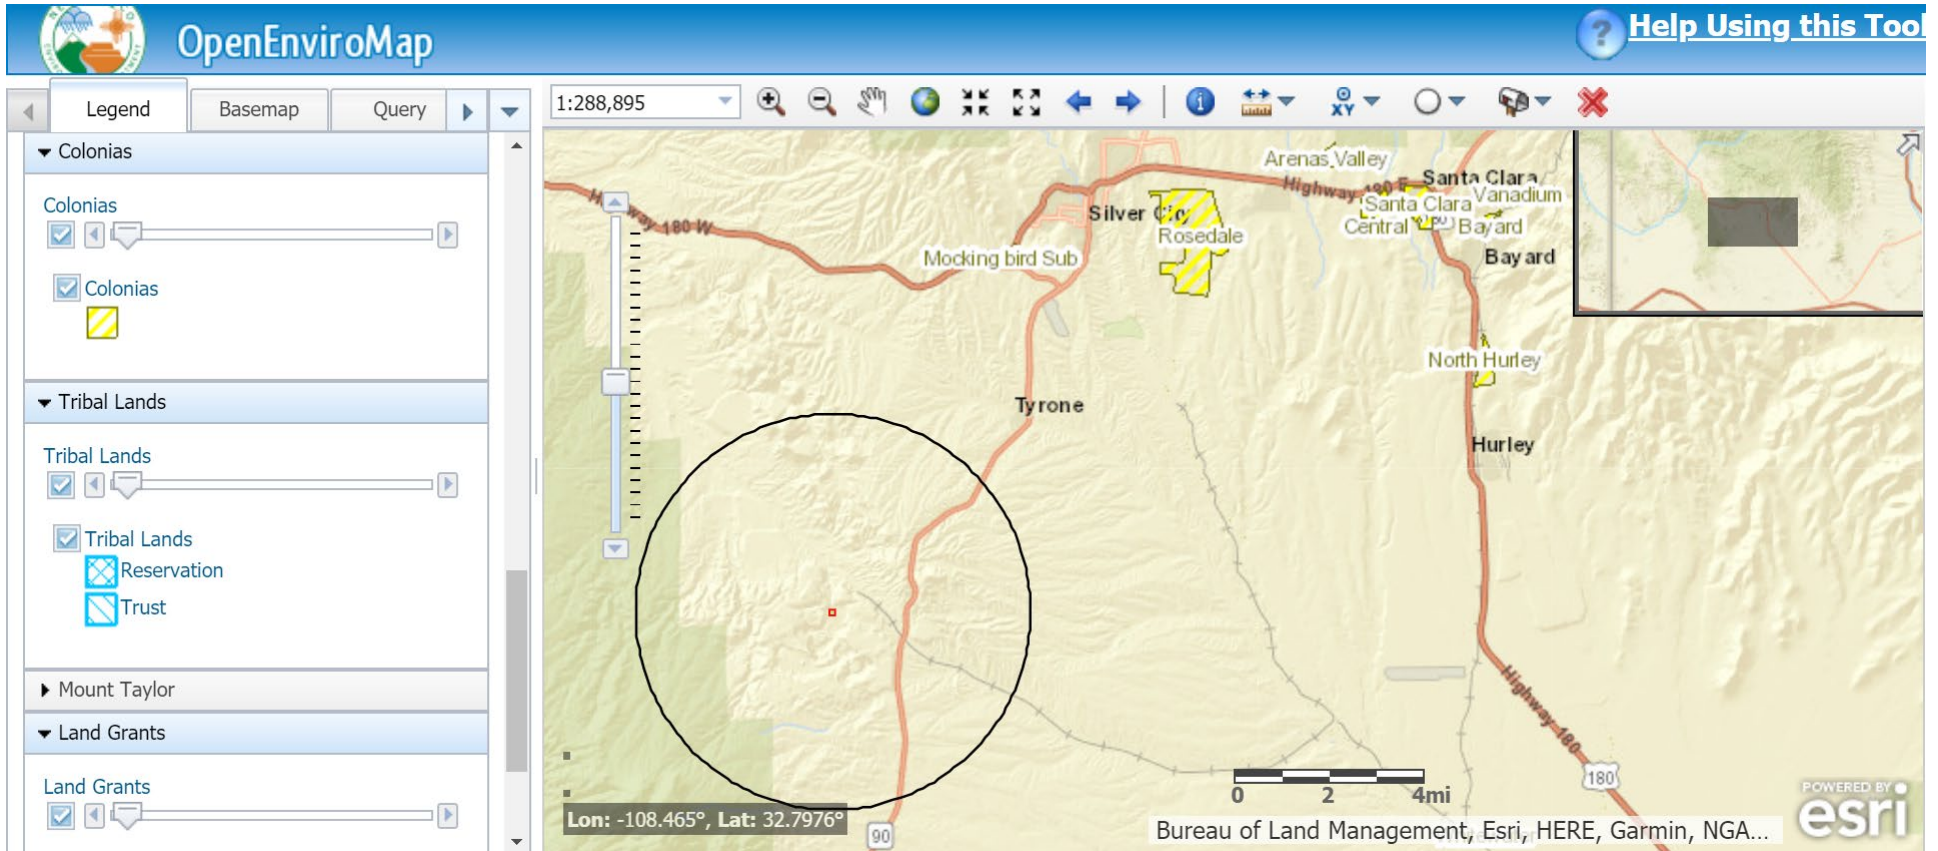 OpenEnviroMap
Help Using this Tool
Legend
Basemap
Query
1:288,895
XY
Colonias
Colonias
Colonias
Tribal Lands
Tribal Lands
Tribal Lands
Reservation
Trust
Mount Taylor
Land Grants
Land Grants
Arenas Valley
Highway 180 E
Santa Clara
Vanadium
Santa Clara
Central
Bayard
Bayard
Highway 180 W
Silver City
Rosedale
Mocking bird Sub
North Hurley
Tyrone
Hurley
Highway 180
180
0 2 4mi
90
Lon: -108.465°, Lat: 32.7976°
Bureau of Land Management, Esri, HERE, Garmin, NGA...
POWERED BY
esri